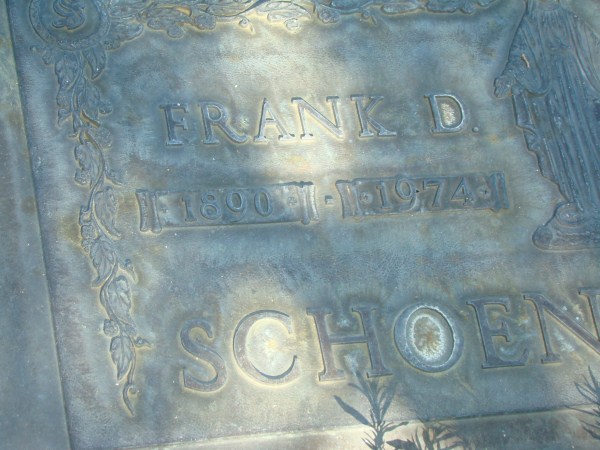 S
FRANK D.
1890 - 1974
SCHOEN